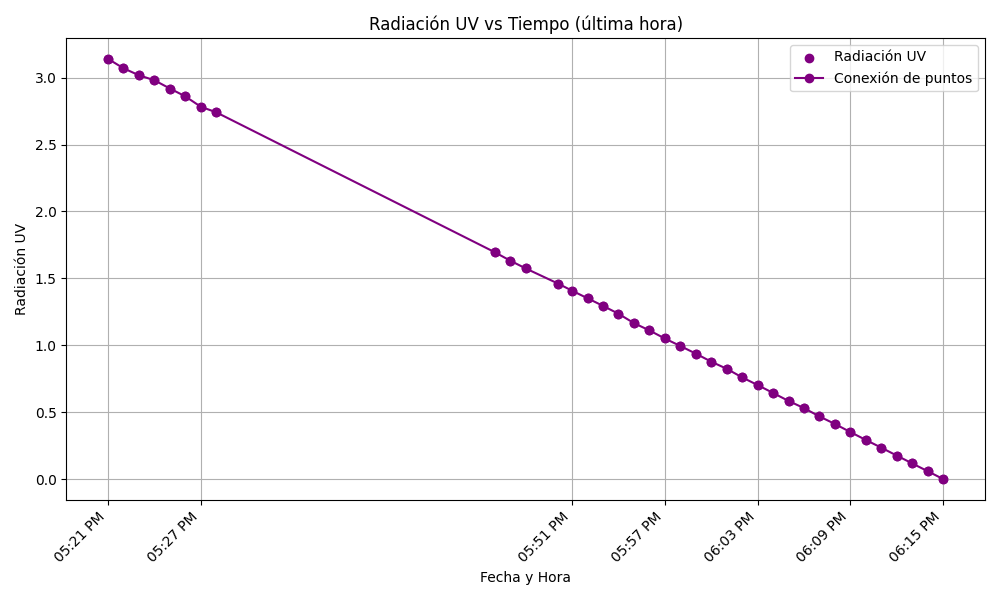 Radiación UV vs Tiempo (última hora)
Radiación UV
Conexión de puntos
Radiación UV
3.0
2.5
2.0
1.5
1.0
0.5
0.0
05:21 PM
05:27 PM
05:51 PM
05:57 PM
06:03 PM
06:09 PM
06:15 PM
Fecha y Hora